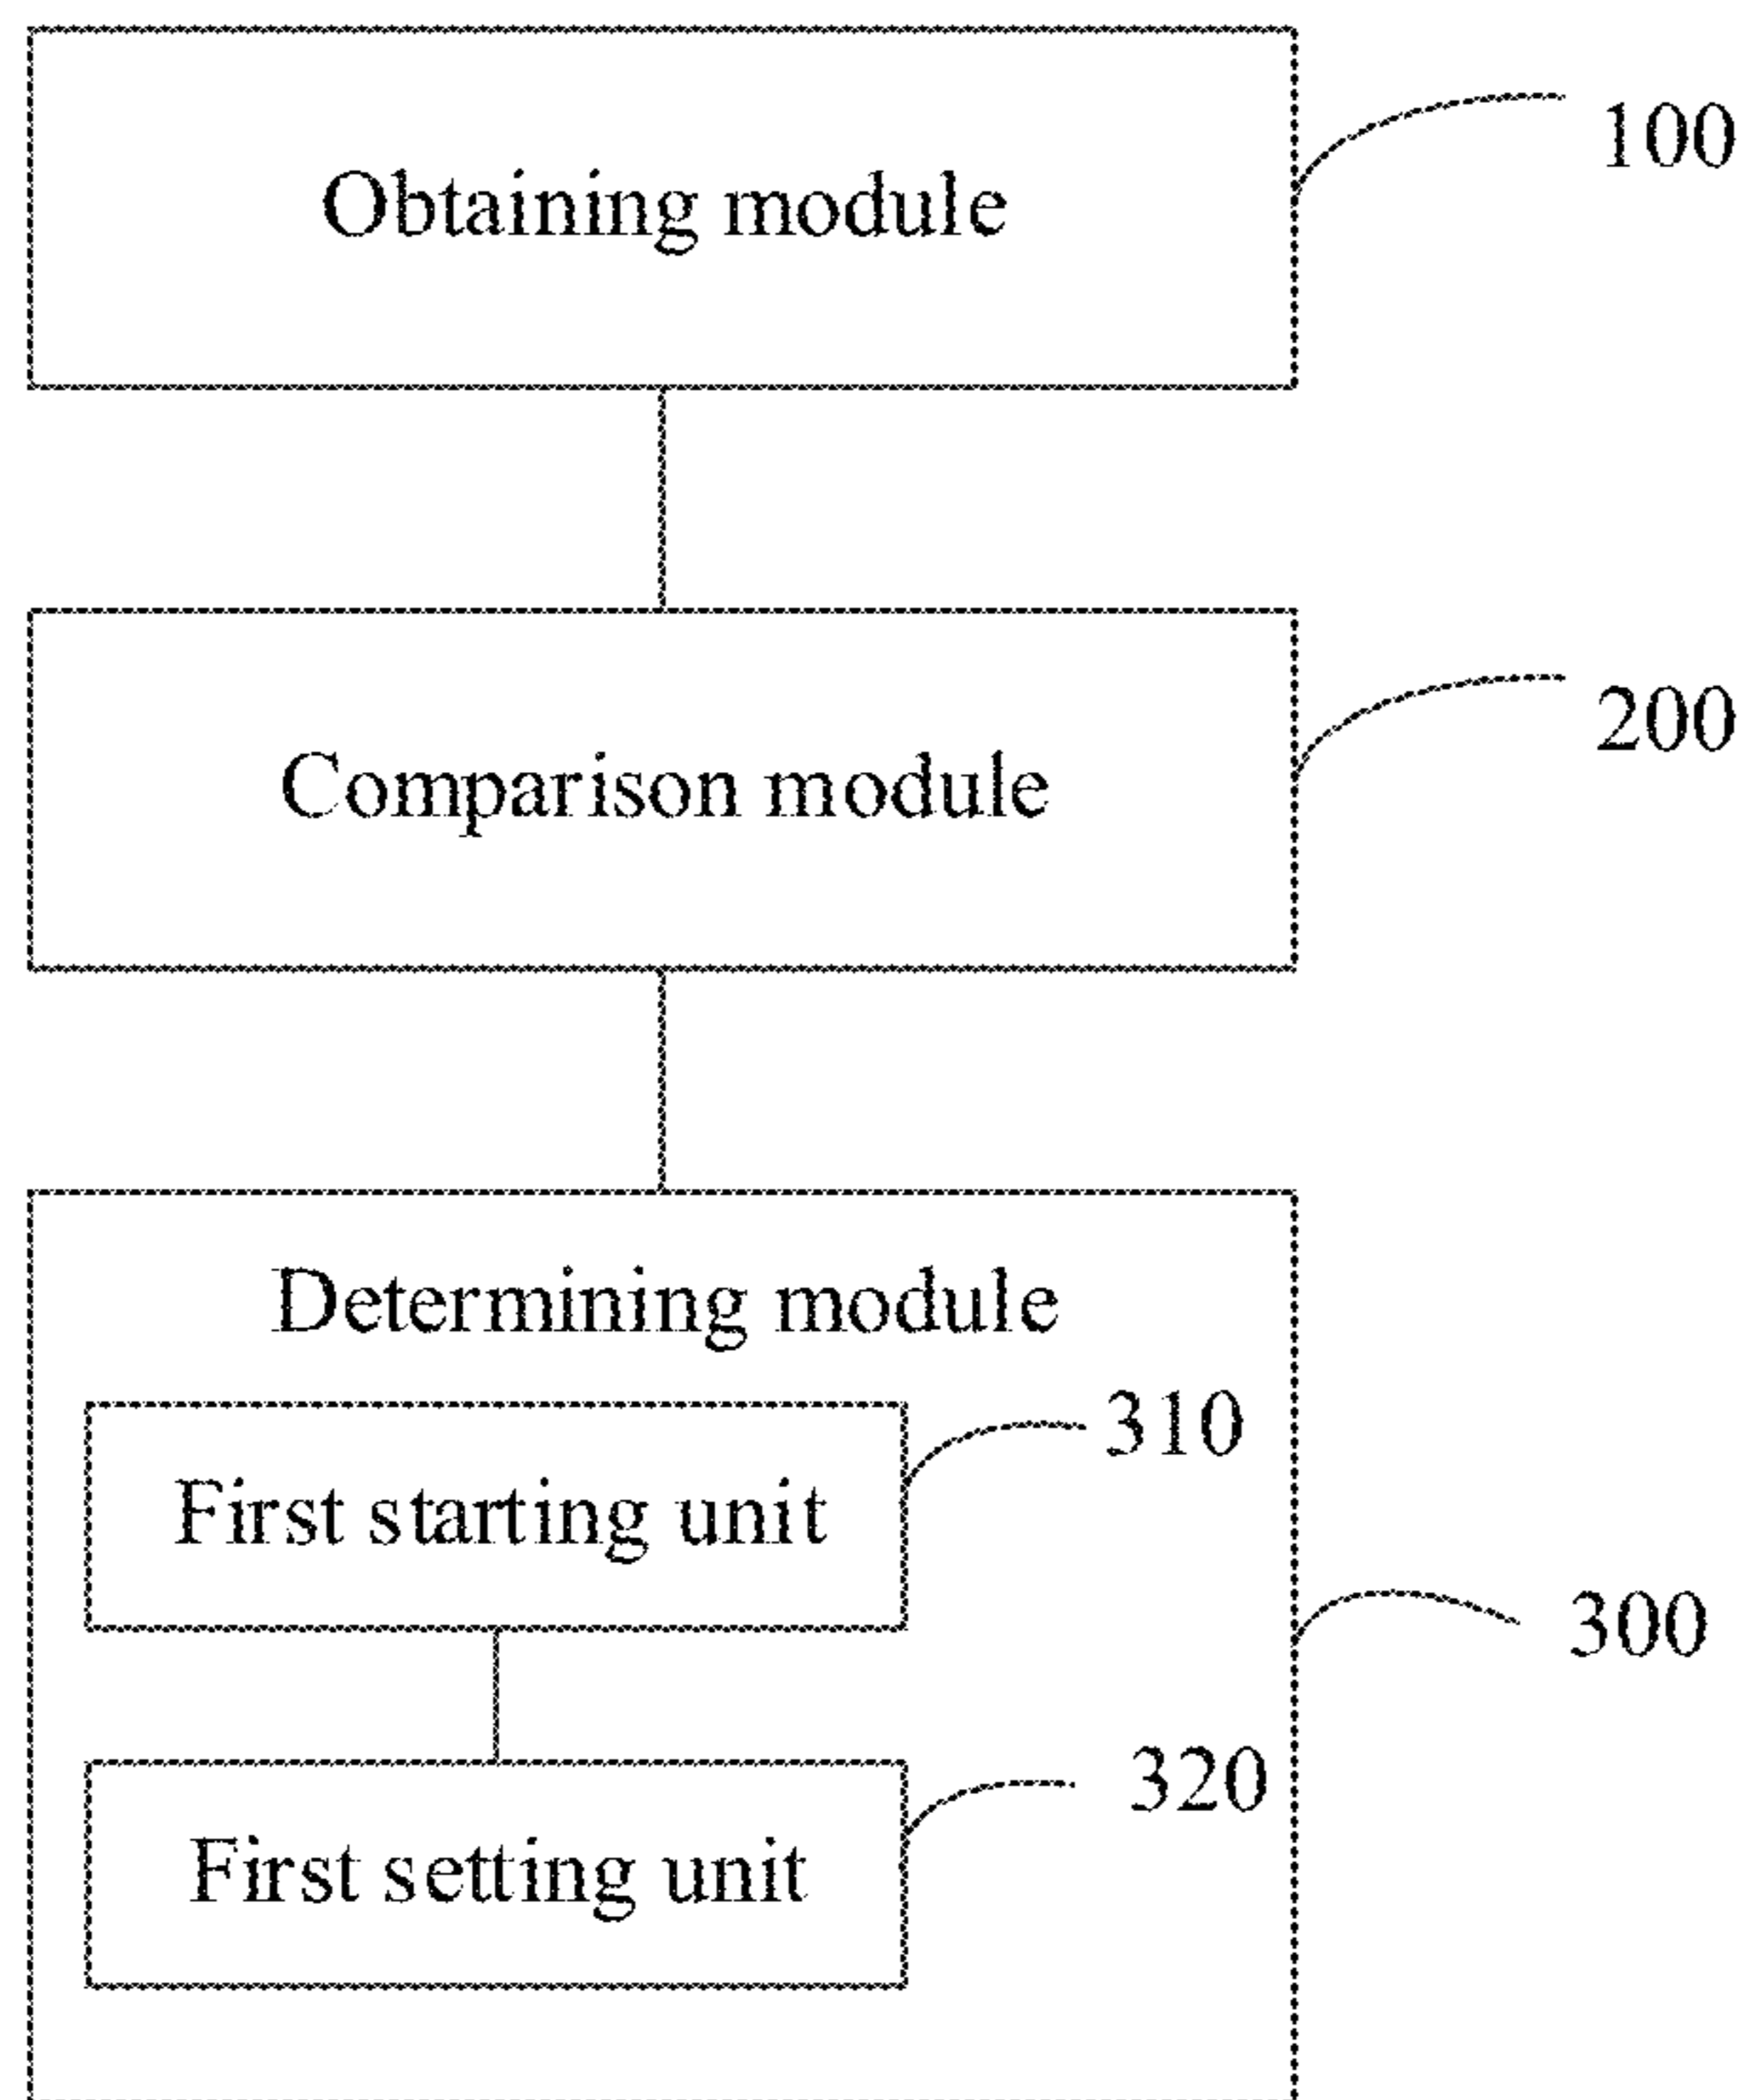 Obtaining module
100
Comparison module
200
Determining module
First starting unit
310
300
First setting unit
320